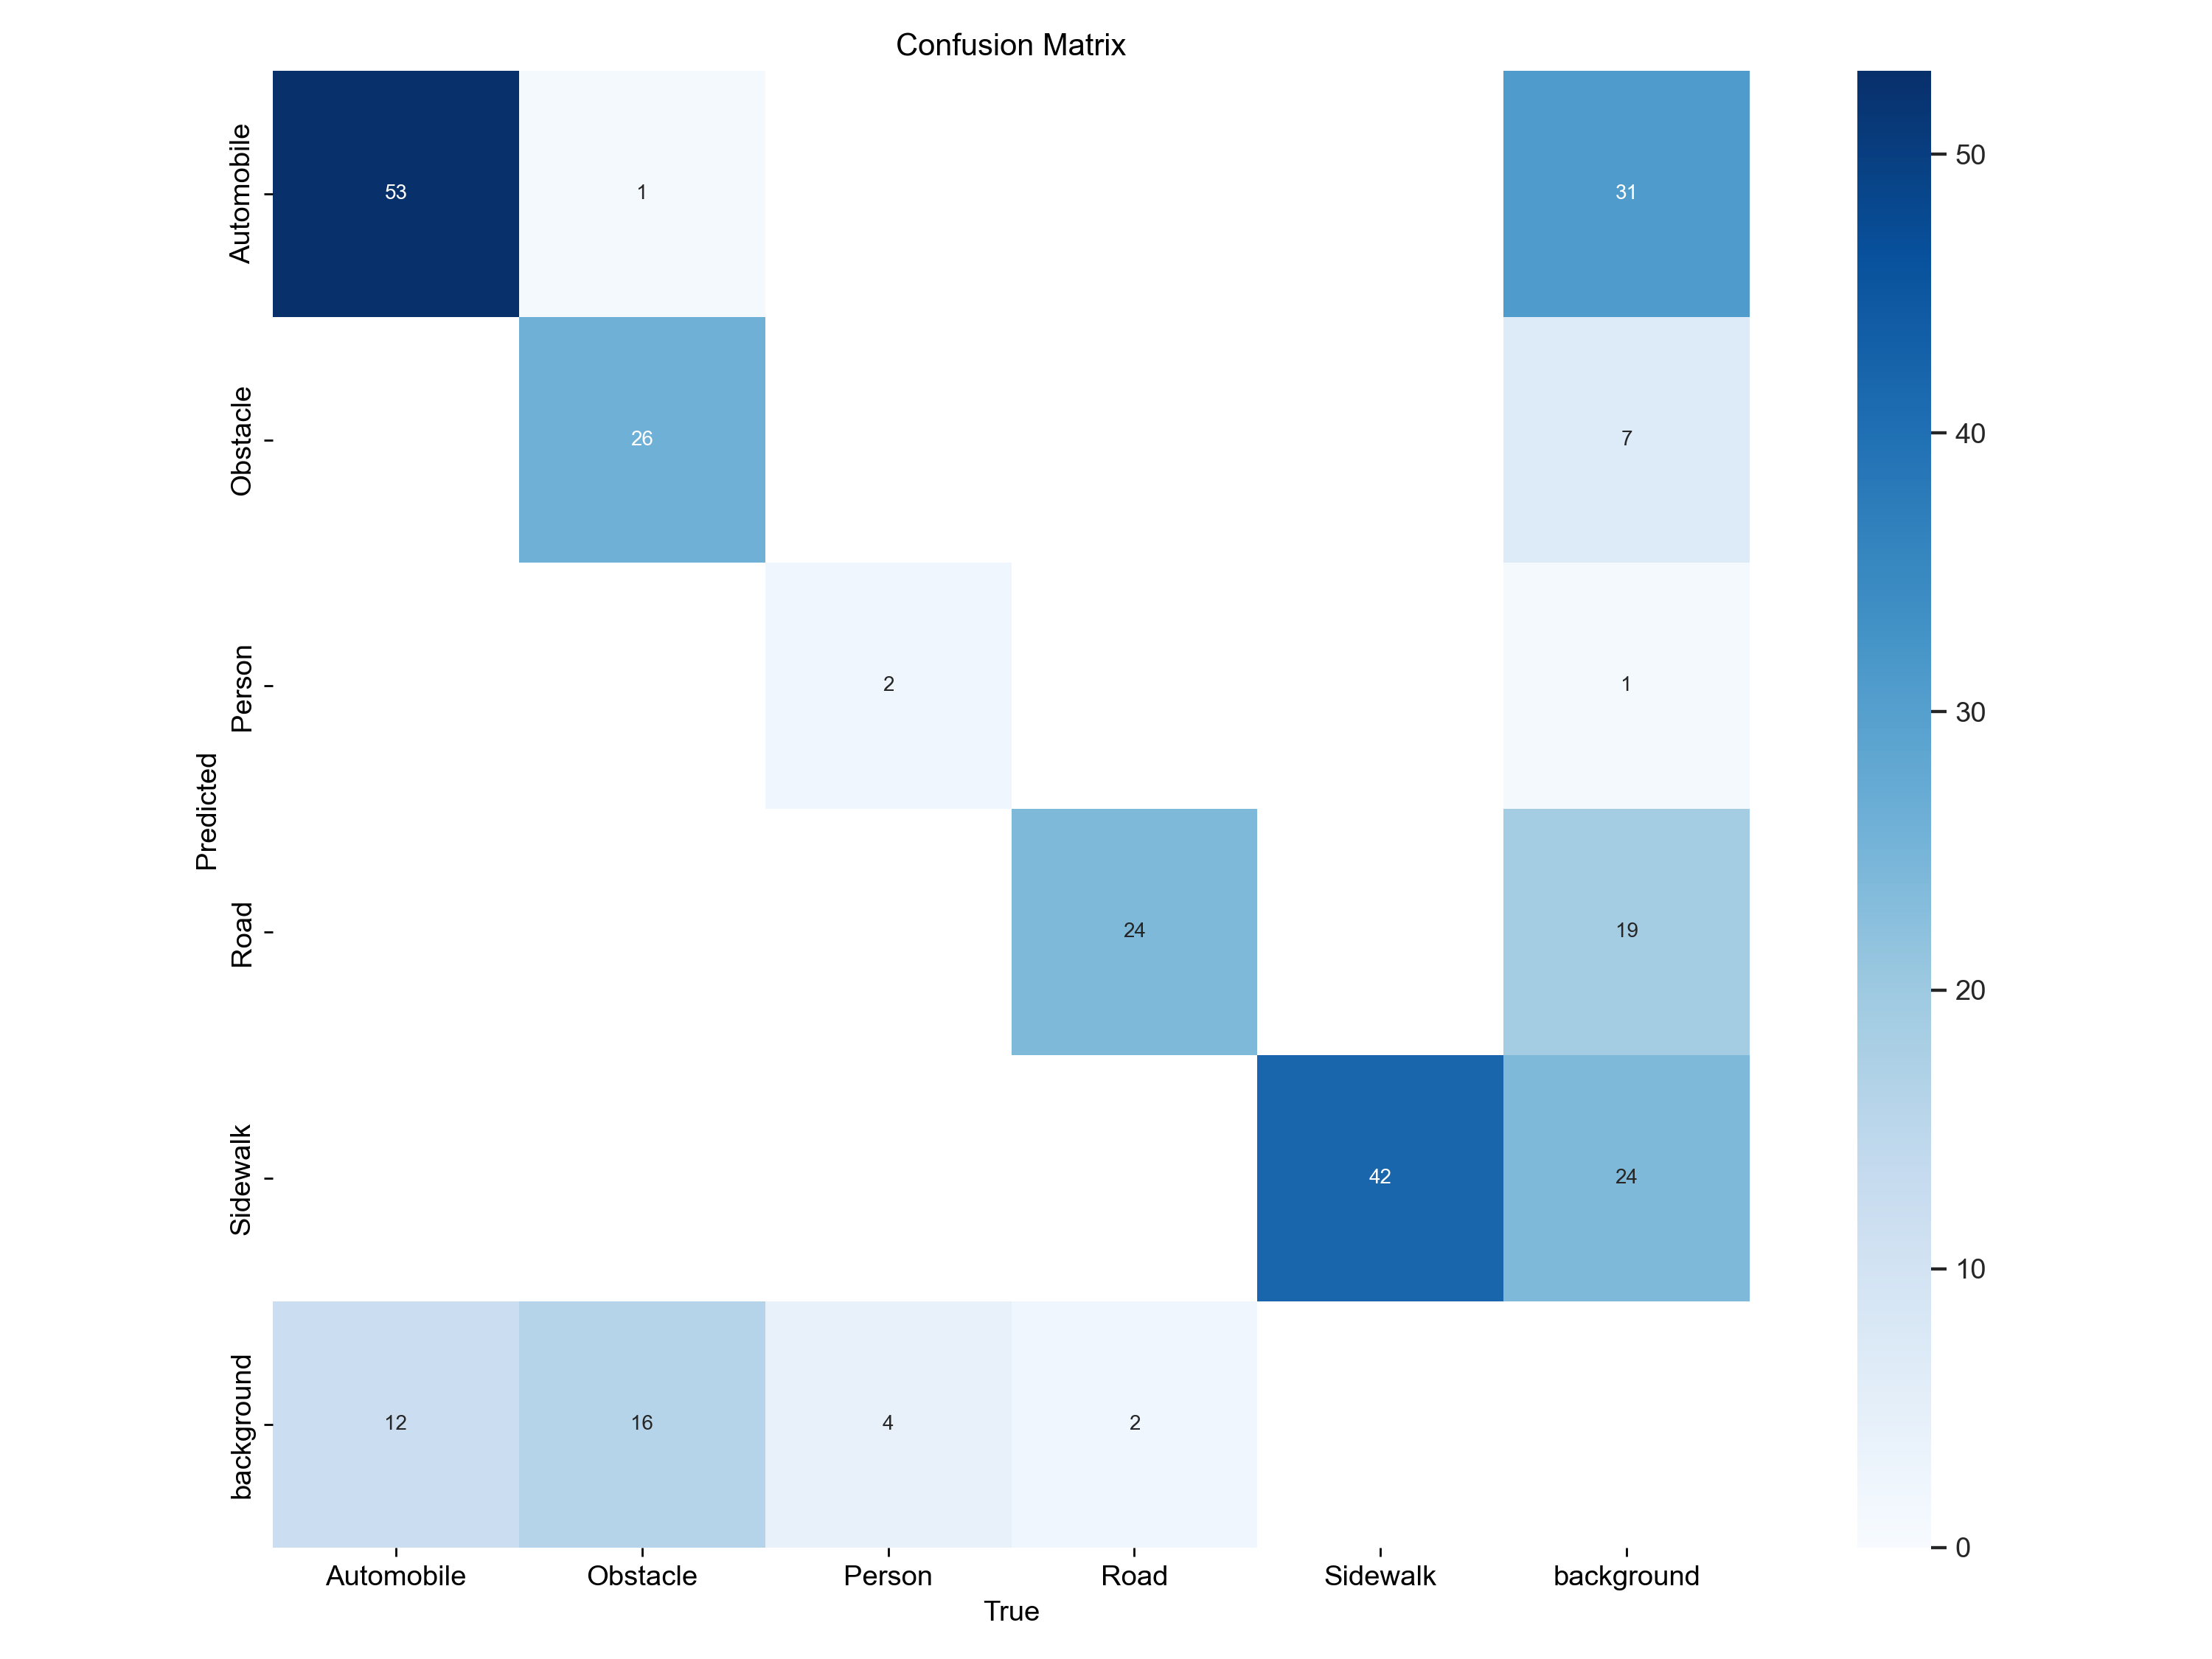 Confusion Matrix
Automobile
Obstacle
Person
Road
Sidewalk
background
Predicted
53 1 31
26 7
2 1
24 19
42 24
12 16 4 2
Automobile Obstacle Person Road Sidewalk background
True
50
40
30
20
10
0